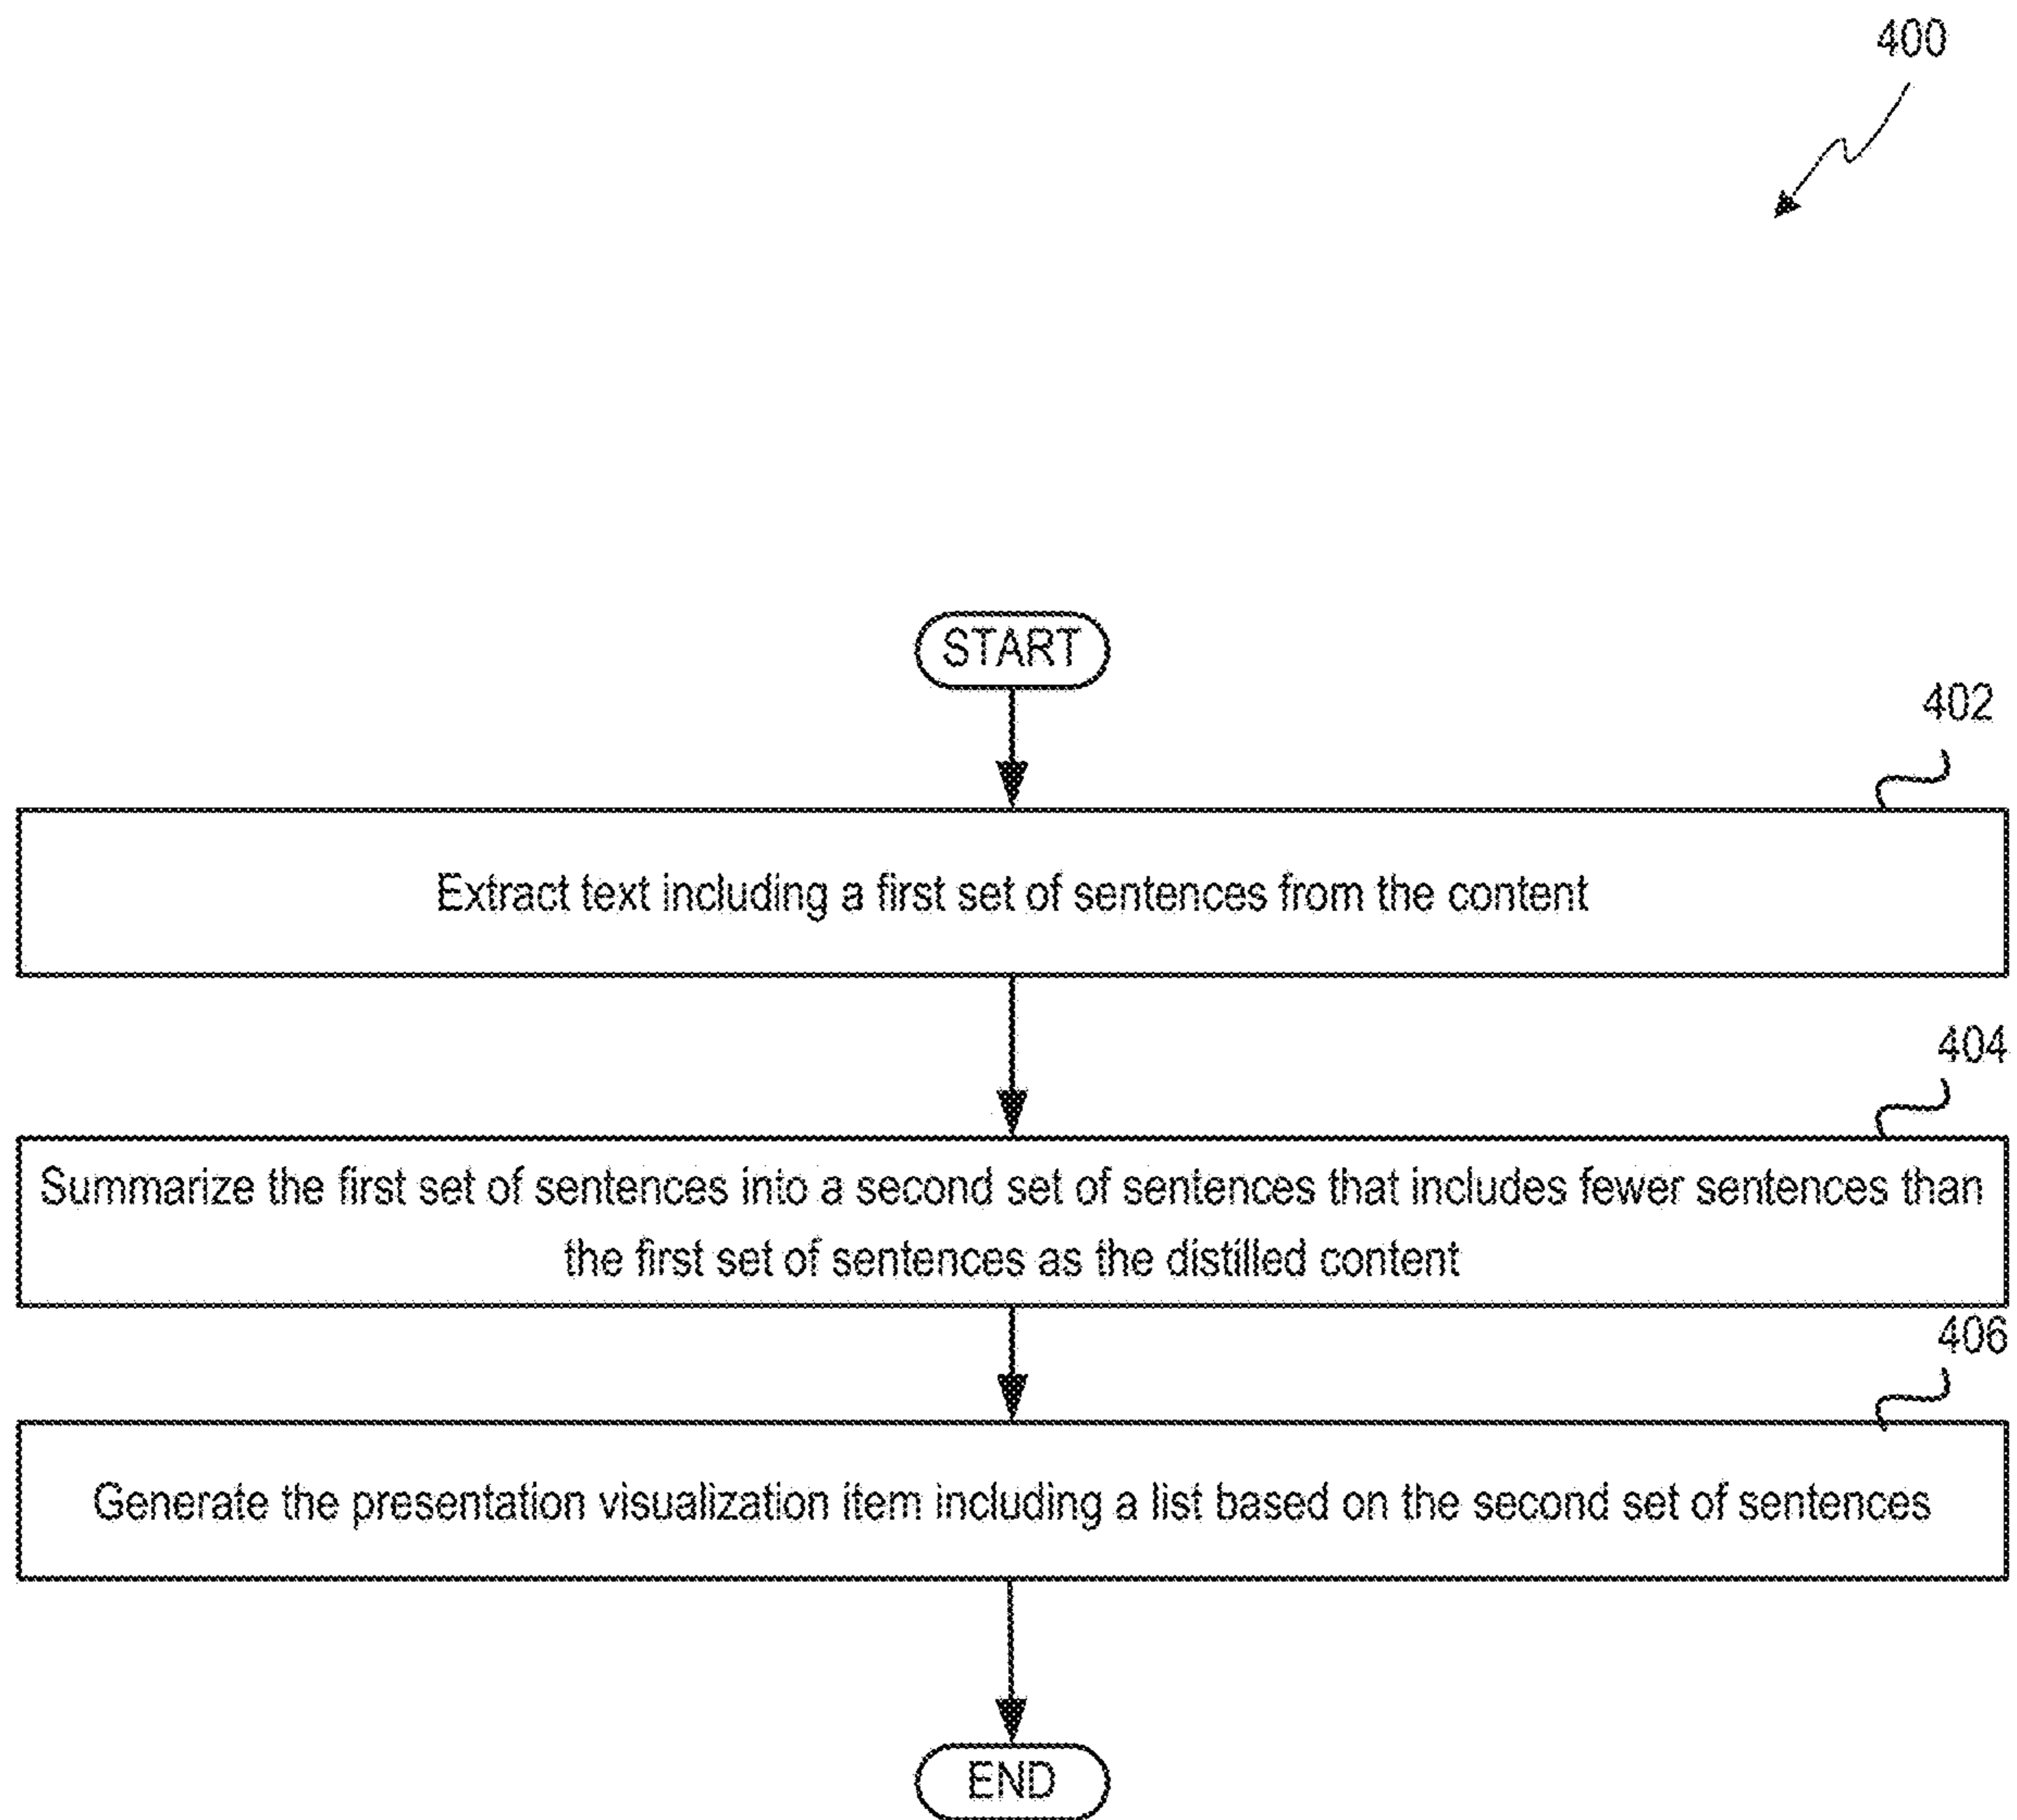 400
START
402
Extract text including a first set of sentences from the content
404
Summarize the first set of sentences into a second set of sentences that includes fewer sentences than
the first set of sentences as the distilled content
406
Generate the presentation visualization item including a list based on the second set of sentences
END